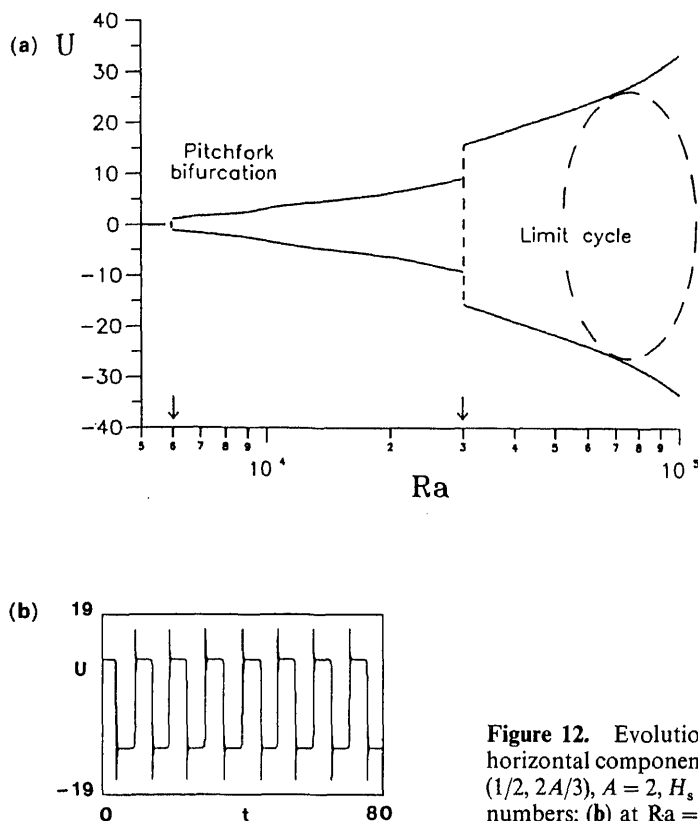 (a) U
40
30
20
10
0
-10
-20
-30
-40
Pitchfork
bifurcation
Limit cycle
5 6 7 8 9 10⁴ 2 3 4 5 6 7 8 9 10⁵
Ra
(b) 19
U
-19
0 t 80
Figure 12. Evolutio
horizontal component
(1/2, 2A/3), A = 2, Hₛ
numbers: (b) at Ra =